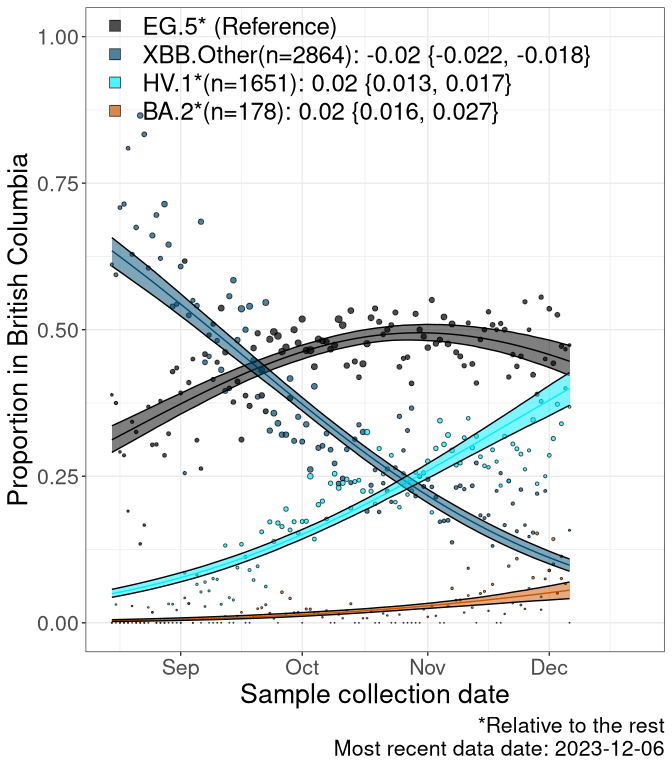 EG.5* (Reference)
XBB.Other(n=2864): -0.02 {-0.022, -0.018}
HV.1*(n=1651): 0.02 {0.013, 0.017}
BA.2*(n=178): 0.02 {0.016, 0.027}
Proportion in British Columbia
1.00
0.75
0.50
0.25
0.00
Sep Oct Nov Dec
Sample collection date
*Relative to the rest
Most recent data date: 2023-12-06